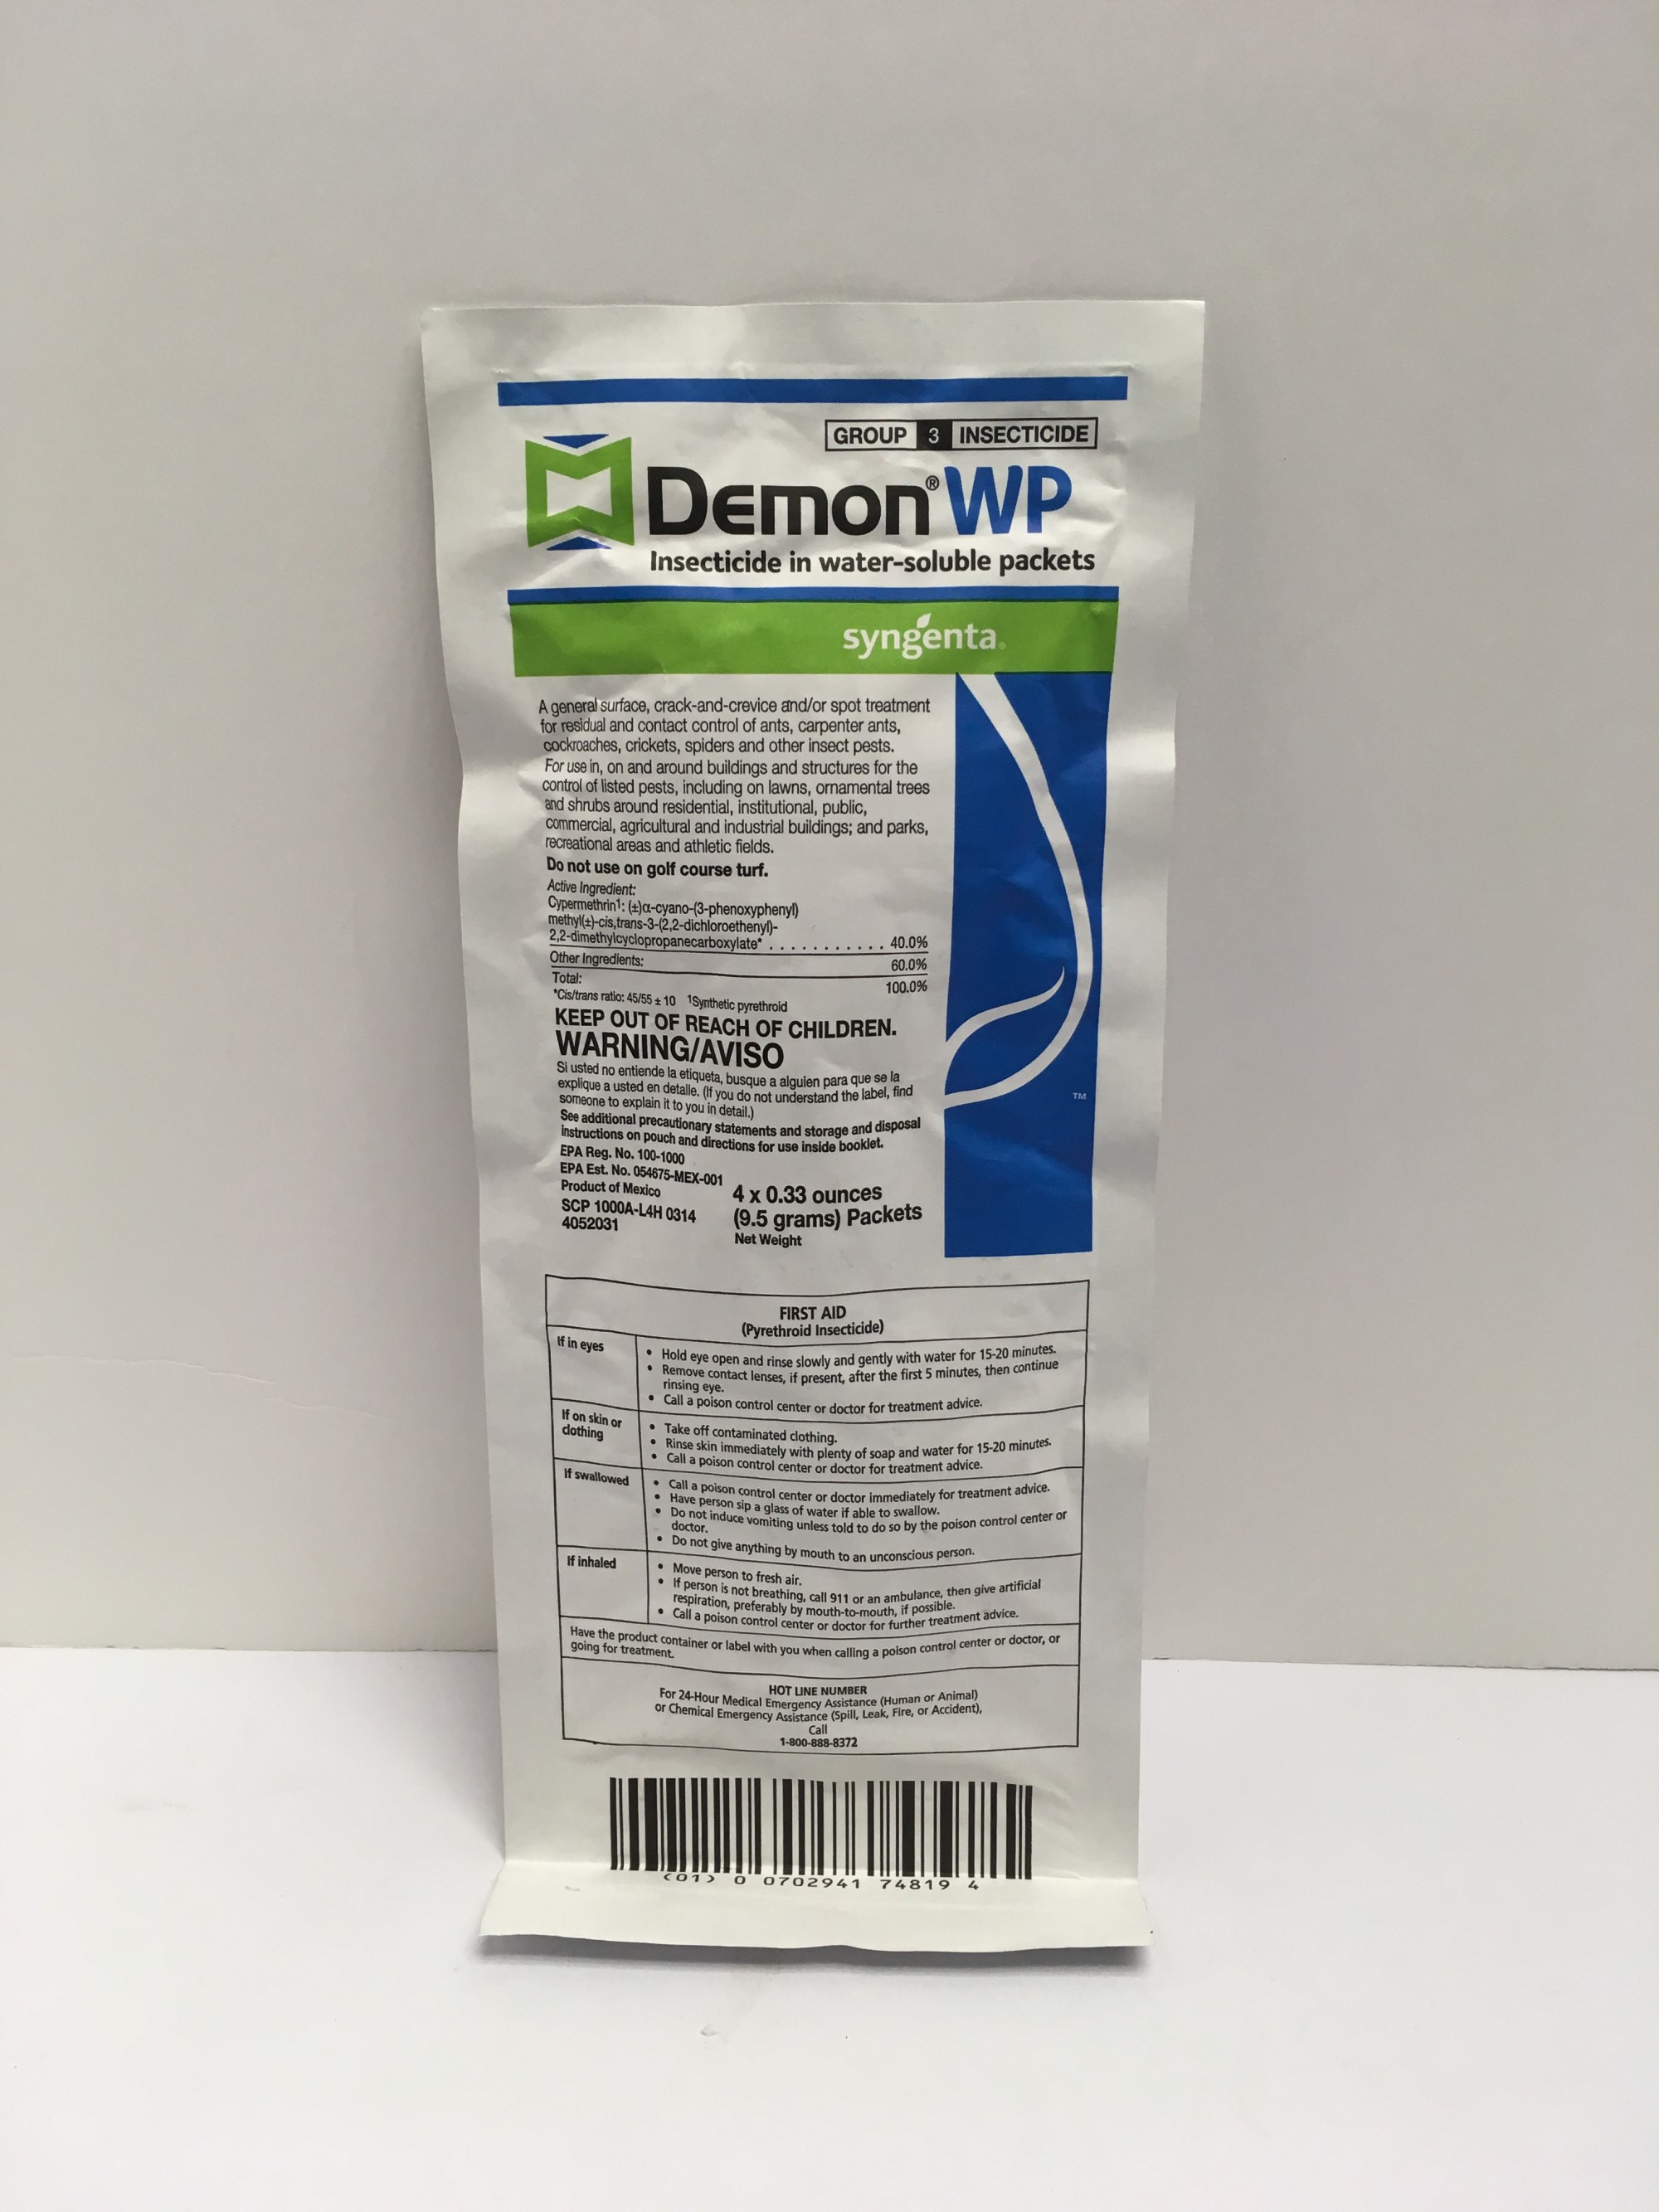 GROUP 3 INSECTICIDE
Demon® WP
Insecticide in water-soluble packets
syngenta®
A general surface, crack-and-crevice and/or spot treatment
for residual and contact control of ants, carpenter ants,
cockroaches, crickets, spiders and other insect pests.
For use in, on and around buildings and structures for the
control of listed pests, including on lawns, ornamental trees
and shrubs around residential, institutional, public,
commercial, agricultural and industrial buildings; and parks,
recreational areas and athletic fields.
Do not use on golf course turf.
Active Ingredient:
Cypermethrin¹: (±)α-cyano-(3-phenoxyphenyl)
methyl(±)-cis,trans-3-(2,2-dichloroethenyl)-
2,2-dimethylcyclopropanecarboxylate* . . . . . . . . . . . 40.0%
Other Ingredients: 60.0%
Total: 100.0%
*Cis/trans ratio: 45/55 ± 10 ¹Synthetic pyrethroid
KEEP OUT OF REACH OF CHILDREN.
WARNING/AVISO
Si usted no entiende la etiqueta, busque a alguien para que se la
explique a usted en detalle. (If you do not understand the label, find
someone to explain it to you in detail.)
See additional precautionary statements and storage and disposal
instructions on pouch and directions for use inside booklet.
EPA Reg. No. 100-1000
EPA Est. No. 054675-MEX-001
Product of Mexico
SCP 1000A-L4H 0314
4052031
4 x 0.33 ounces
(9.5 grams) Packets
Net Weight
TM
FIRST AID
(Pyrethroid Insecticide)
If in eyes
• Hold eye open and rinse slowly and gently with water for 15-20 minutes.
• Remove contact lenses, if present, after the first 5 minutes, then continue
rinsing eye.
• Call a poison control center or doctor for treatment advice.
If on skin or
clothing
• Take off contaminated clothing.
• Rinse skin immediately with plenty of soap and water for 15-20 minutes.
• Call a poison control center or doctor for treatment advice.
If swallowed
• Call a poison control center or doctor immediately for treatment advice.
• Have person sip a glass of water if able to swallow.
• Do not induce vomiting unless told to do so by the poison control center or
doctor.
• Do not give anything by mouth to an unconscious person.
If inhaled
• Move person to fresh air.
• If person is not breathing, call 911 or an ambulance, then give artificial
respiration, preferably by mouth-to-mouth, if possible.
• Call a poison control center or doctor for further treatment advice.
Have the product container or label with you when calling a poison control center or doctor, or
going for treatment.
HOT LINE NUMBER
For 24-Hour Medical Emergency Assistance (Human or Animal)
or Chemical Emergency Assistance (Spill, Leak, Fire, or Accident),
Call
1-800-888-8372
(01) 0 0702941 74819 4